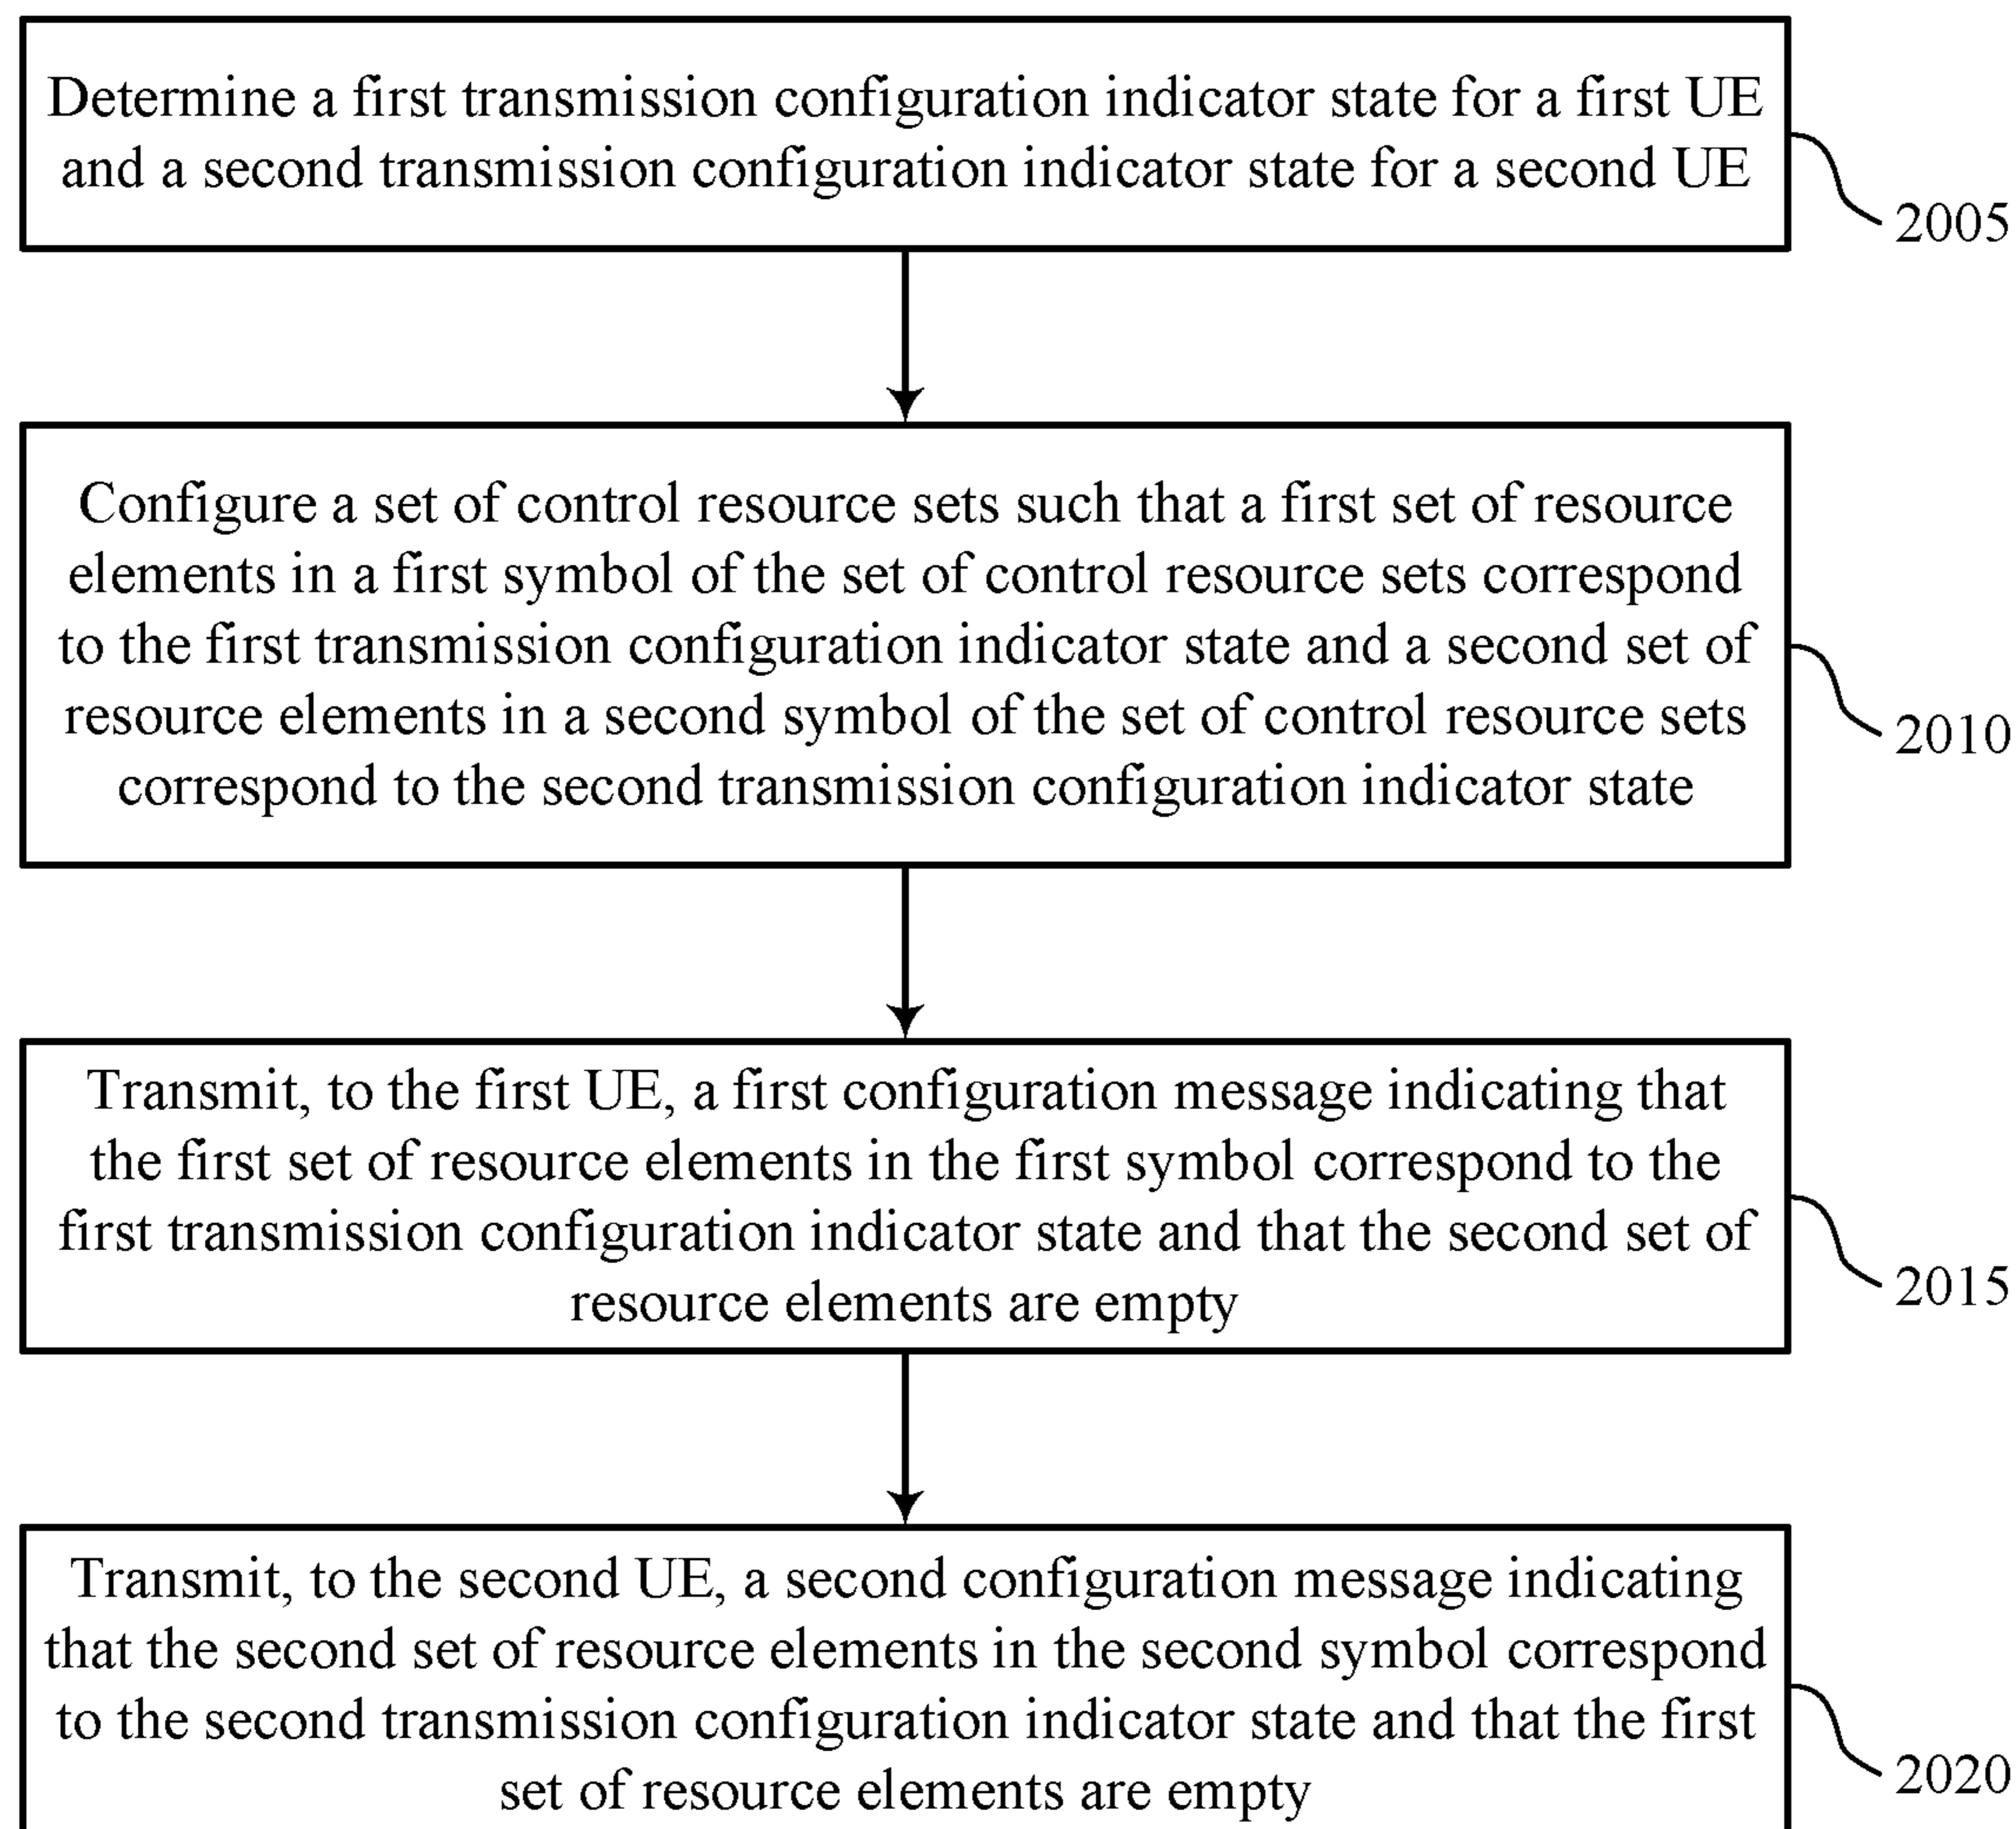 Determine a first transmission configuration indicator state for a first UE
and a second transmission configuration indicator state for a second UE
2005
Configure a set of control resource sets such that a first set of resource
elements in a first symbol of the set of control resource sets correspond
to the first transmission configuration indicator state and a second set of
resource elements in a second symbol of the set of control resource sets
correspond to the second transmission configuration indicator state
2010
Transmit, to the first UE, a first configuration message indicating that
the first set of resource elements in the first symbol correspond to the
first transmission configuration indicator state and that the second set of
resource elements are empty
2015
Transmit, to the second UE, a second configuration message indicating
that the second set of resource elements in the second symbol correspond
to the second transmission configuration indicator state and that the first
set of resource elements are empty
2020